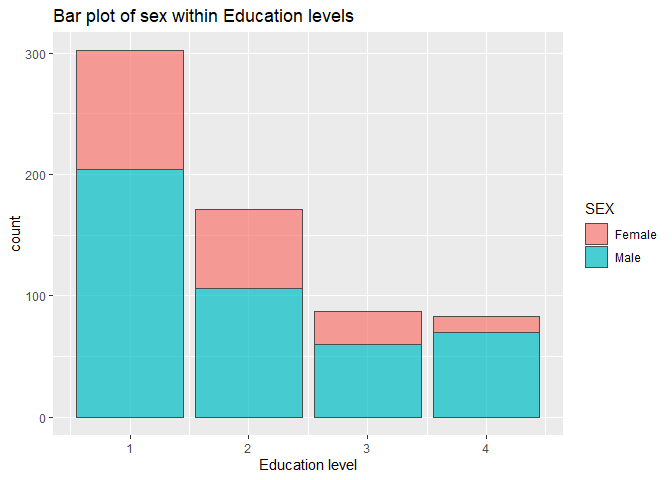 Bar plot of sex within Education levels
300
200
100
0
count
1 2 3 4
Education level
SEX
Female
Male